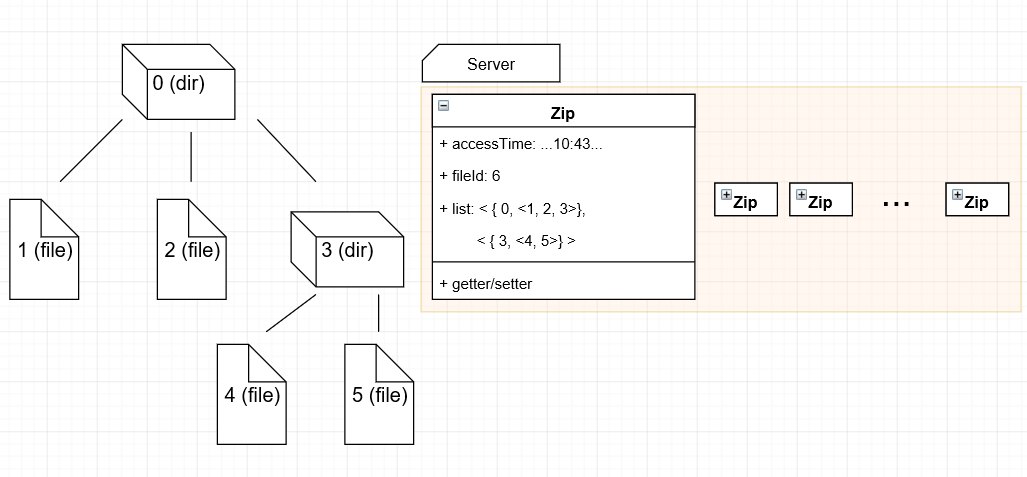 0 (dir)
1 (file)
2 (file)
3 (dir)
4 (file)
5 (file)
Server
Zip
+ accessTime: ...10:43...
+ fileId: 6
+ list: < { 0, <1, 2, 3>},
< { 3, <4, 5>} >
+ getter/setter
Zip
Zip
...
Zip